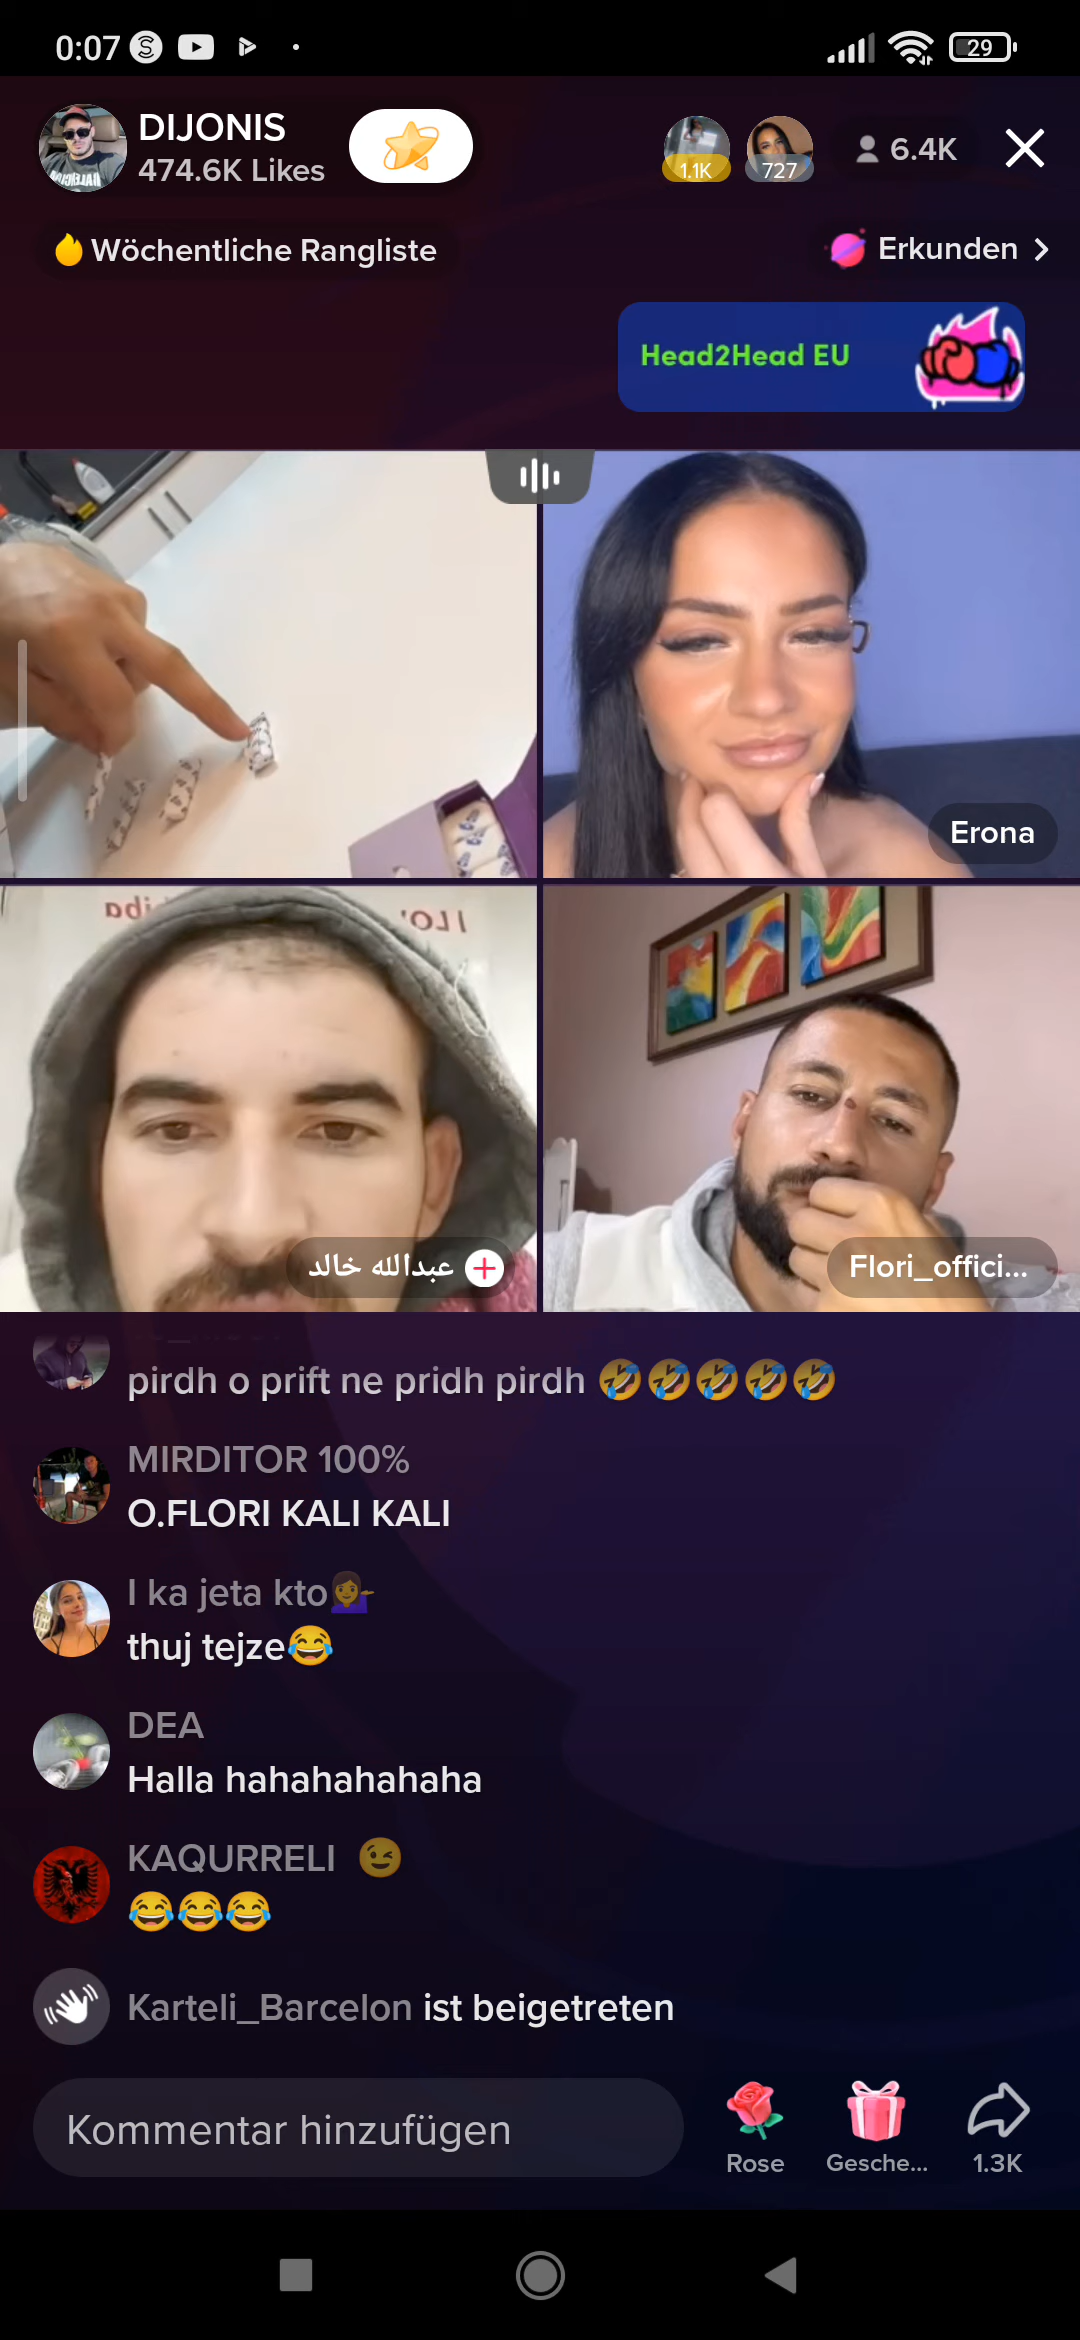 0:07
29
DIJONIS
474.6K Likes
1.1K
727
6.4K
Wöchentliche Rangliste
Erkunden
Head2Head EU
Erona
I LO
iba
عبدالله خالد
Flori_offici...
pirdh o prift ne pridh pirdh 🤣🤣🤣🤣🤣
MIRDITOR 100%
O.FLORI KALI KALI
I ka jeta kto💁‍♀️
thuj tejze😂
DEA
Halla hahahahahaha
KAQURRELI 😉
😂😂😂
Karteli_Barcelon ist beigetreten
Kommentar hinzufügen
Rose
Gesche...
1.3K